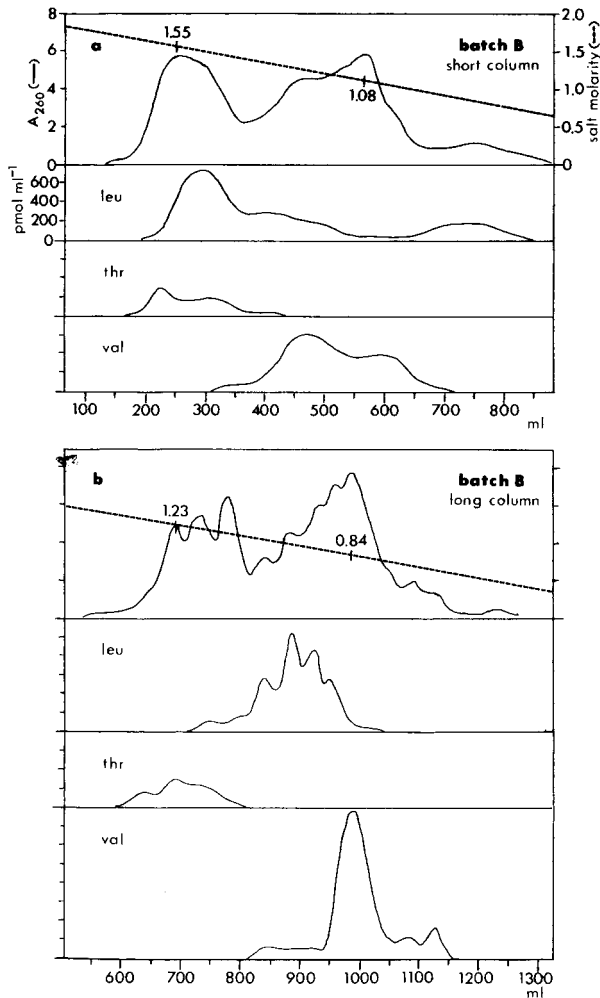 8
6
4
2
0
A260 (—)
a
1.55
1.08
batch B
short column
2.0
1.5
1.0
0.5
0
salt molarity (---)
pmol ml⁻¹
600
400
200
0
leu
thr
val
100 200 300 400 500 600 700 800
ml
b
1.23
0.84
batch B
long column
leu
thr
val
600 700 800 900 1000 1100 1200 1300
ml